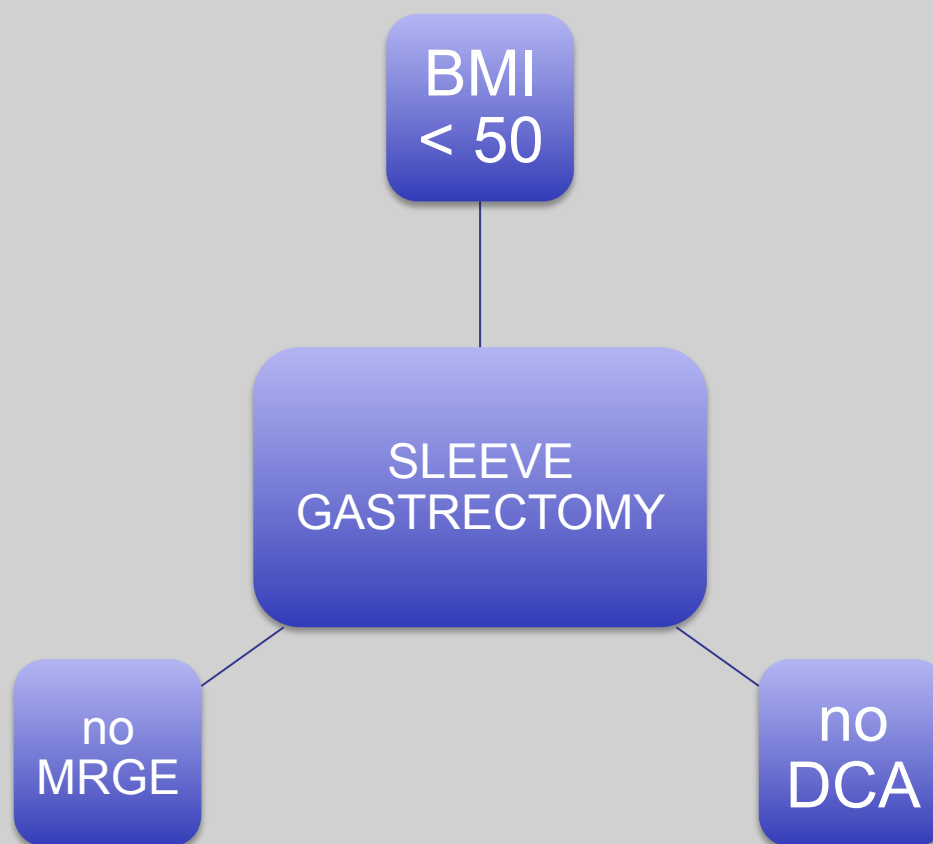 BMI
< 50
SLEEVE
GASTRECTOMY
no
MRGE
no
DCA